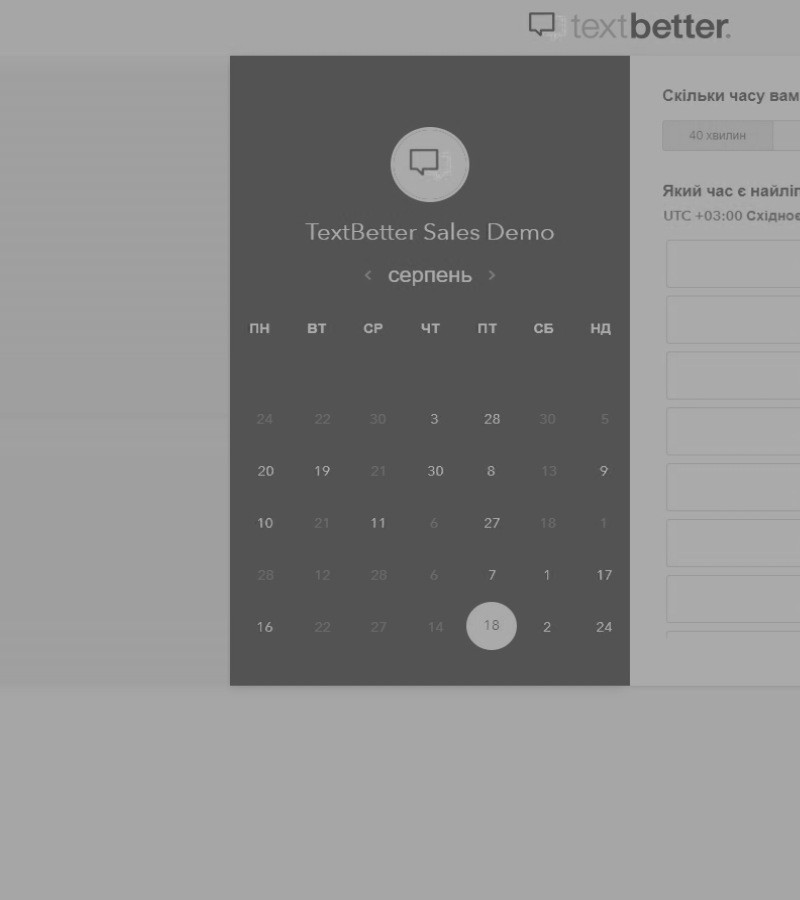 textbetter.
Скільки часу вам
40 хвилин
Який час є найліп
UTC +03:00 Східноє
TextBetter Sales Demo
‹ серпень ›
ПН ВТ СР ЧТ ПТ СБ НД
24 22 30 3 28 30 5
20 19 21 30 8 13 9
10 21 11 6 27 18 1
28 12 28 6 7 1 17
16 22 27 14 18 2 24